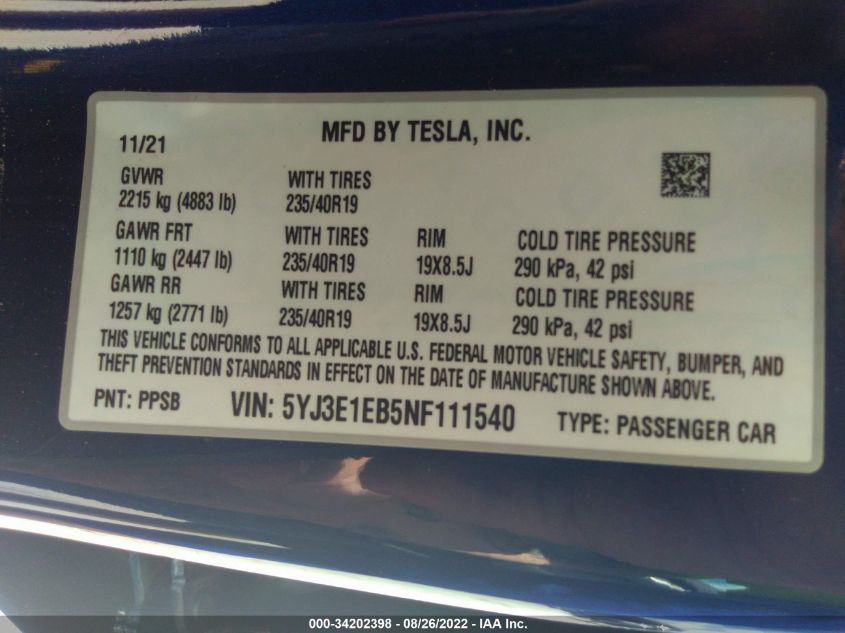 MFD BY TESLA, INC.
11/21
GVWR WITH TIRES
2215 kg (4883 lb) 235/40R19
GAWR FRT WITH TIRES RIM COLD TIRE PRESSURE
1110 kg (2447 lb) 235/40R19 19X8.5J 290 kPa, 42 psi
GAWR RR WITH TIRES RIM COLD TIRE PRESSURE
1257 kg (2771 lb) 235/40R19 19X8.5J 290 kPa, 42 psi
THIS VEHICLE CONFORMS TO ALL APPLICABLE U.S. FEDERAL MOTOR VEHICLE SAFETY, BUMPER, AND
THEFT PREVENTION STANDARDS IN EFFECT ON THE DATE OF MANUFACTURE SHOWN ABOVE.
PNT: PPSB VIN: 5YJ3E1EB5NF111540 TYPE: PASSENGER CAR
000-34202398 - 08/26/2022 - IAA Inc.